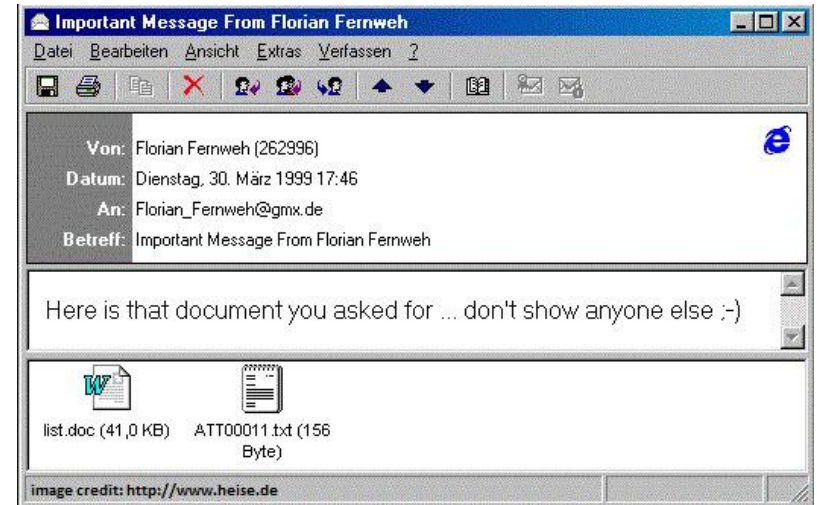 Important Message From Florian Fernweh
Datei Bearbeiten Ansicht Extras Verfassen ?
Von: Florian Fernweh (262996)
Datum: Dienstag, 30. März 1999 17:46
An: Florian_Fernweh@gmx.de
Betreff: Important Message From Florian Fernweh
Here is that document you asked for ... don't show anyone else ;-)
list.doc (41,0 KB) ATT00011.txt (156
Byte)
image credit: http://www.heise.de